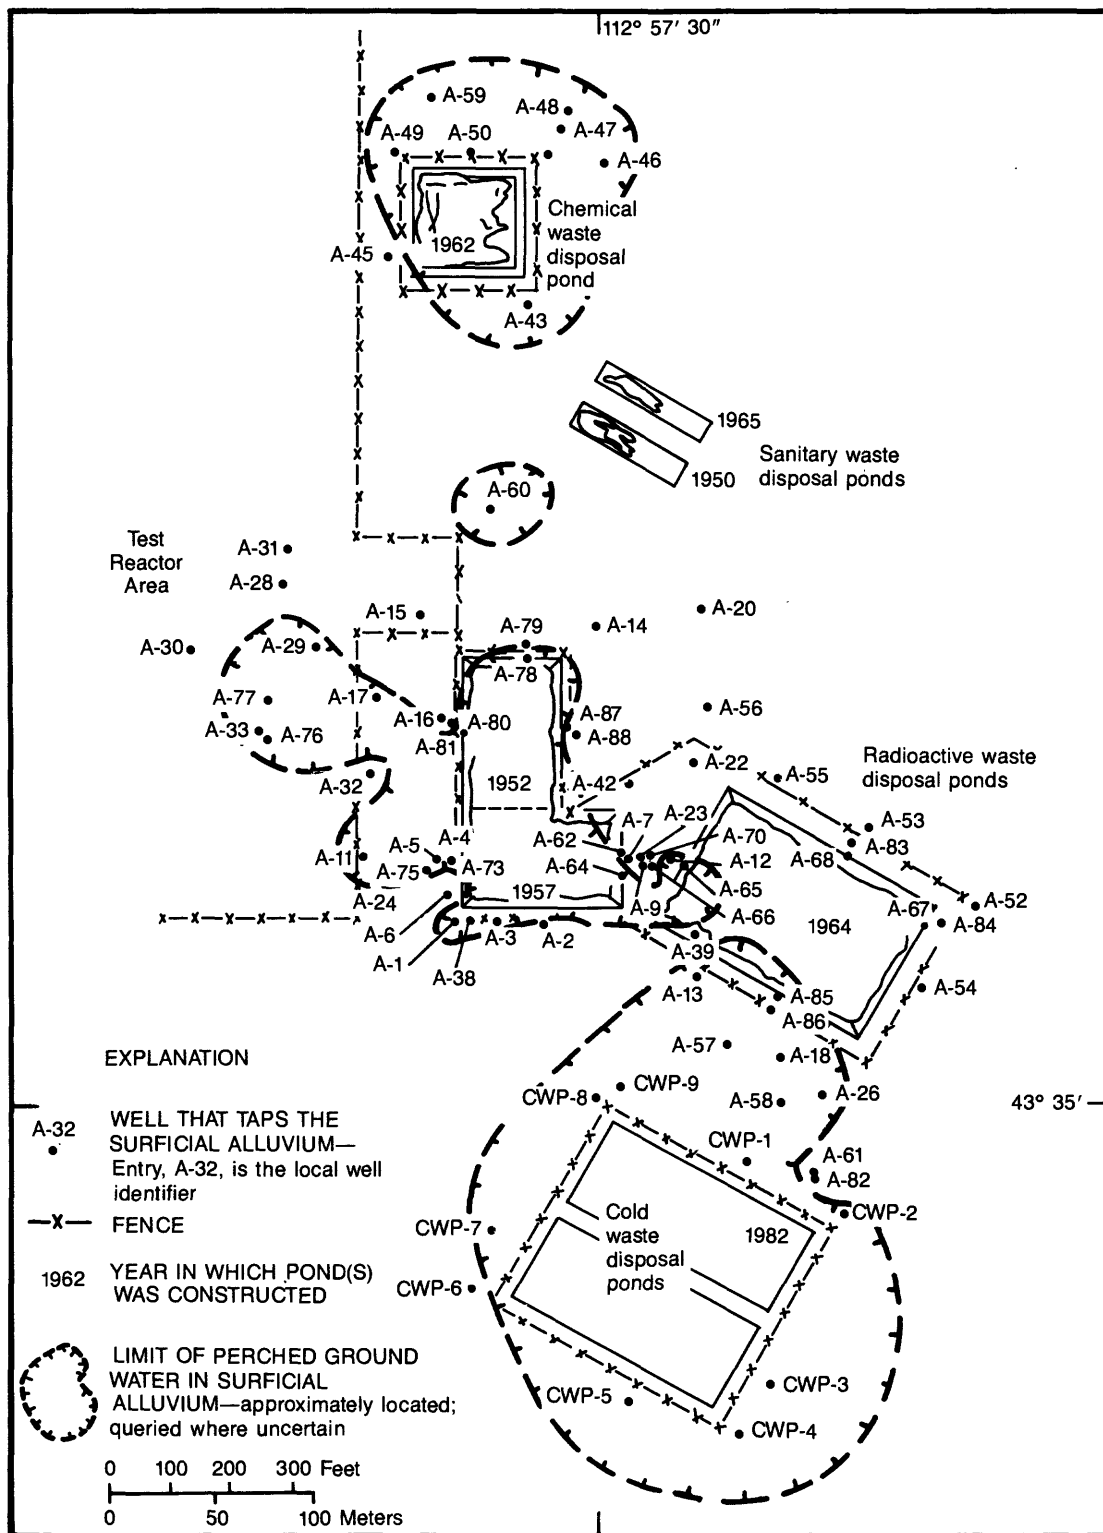 112° 57′ 30″
A-59
A-48
A-47
A-49
A-50
A-46
Chemical
waste
disposal
pond
1962
A-45
A-43
1965
1950
Sanitary waste
disposal ponds
A-60
Test
Reactor
Area
A-31
A-28
A-15
A-20
A-14
A-79
A-30
A-29
A-78
A-77
A-17
A-56
A-16
A-80
A-87
A-33
A-76
A-81
A-88
A-22
Radioactive waste
disposal ponds
A-32
1952
A-42
A-55
A-53
A-4
A-62
A-7
A-23
A-70
A-83
A-11
A-5
A-75
A-73
A-64
A-12
A-68
A-65
A-24
1957
A-9
A-66
A-67
A-52
A-6
A-3
A-2
1964
A-84
A-1
A-38
A-39
A-13
A-85
A-54
A-86
A-57
A-18
EXPLANATION
CWP-8
CWP-9
A-58
A-26
43° 35′
A-32
WELL THAT TAPS THE
SURFICIAL ALLUVIUM—
Entry, A-32, is the local well
identifier
CWP-1
A-61
A-82
—X— FENCE
CWP-7
Cold
waste
disposal
ponds
1982
CWP-2
1962
YEAR IN WHICH POND(S)
WAS CONSTRUCTED
CWP-6
LIMIT OF PERCHED GROUND
WATER IN SURFICIAL
ALLUVIUM—approximately located;
queried where uncertain
CWP-5
CWP-3
CWP-4
0 100 200 300 Feet
0 50 100 Meters